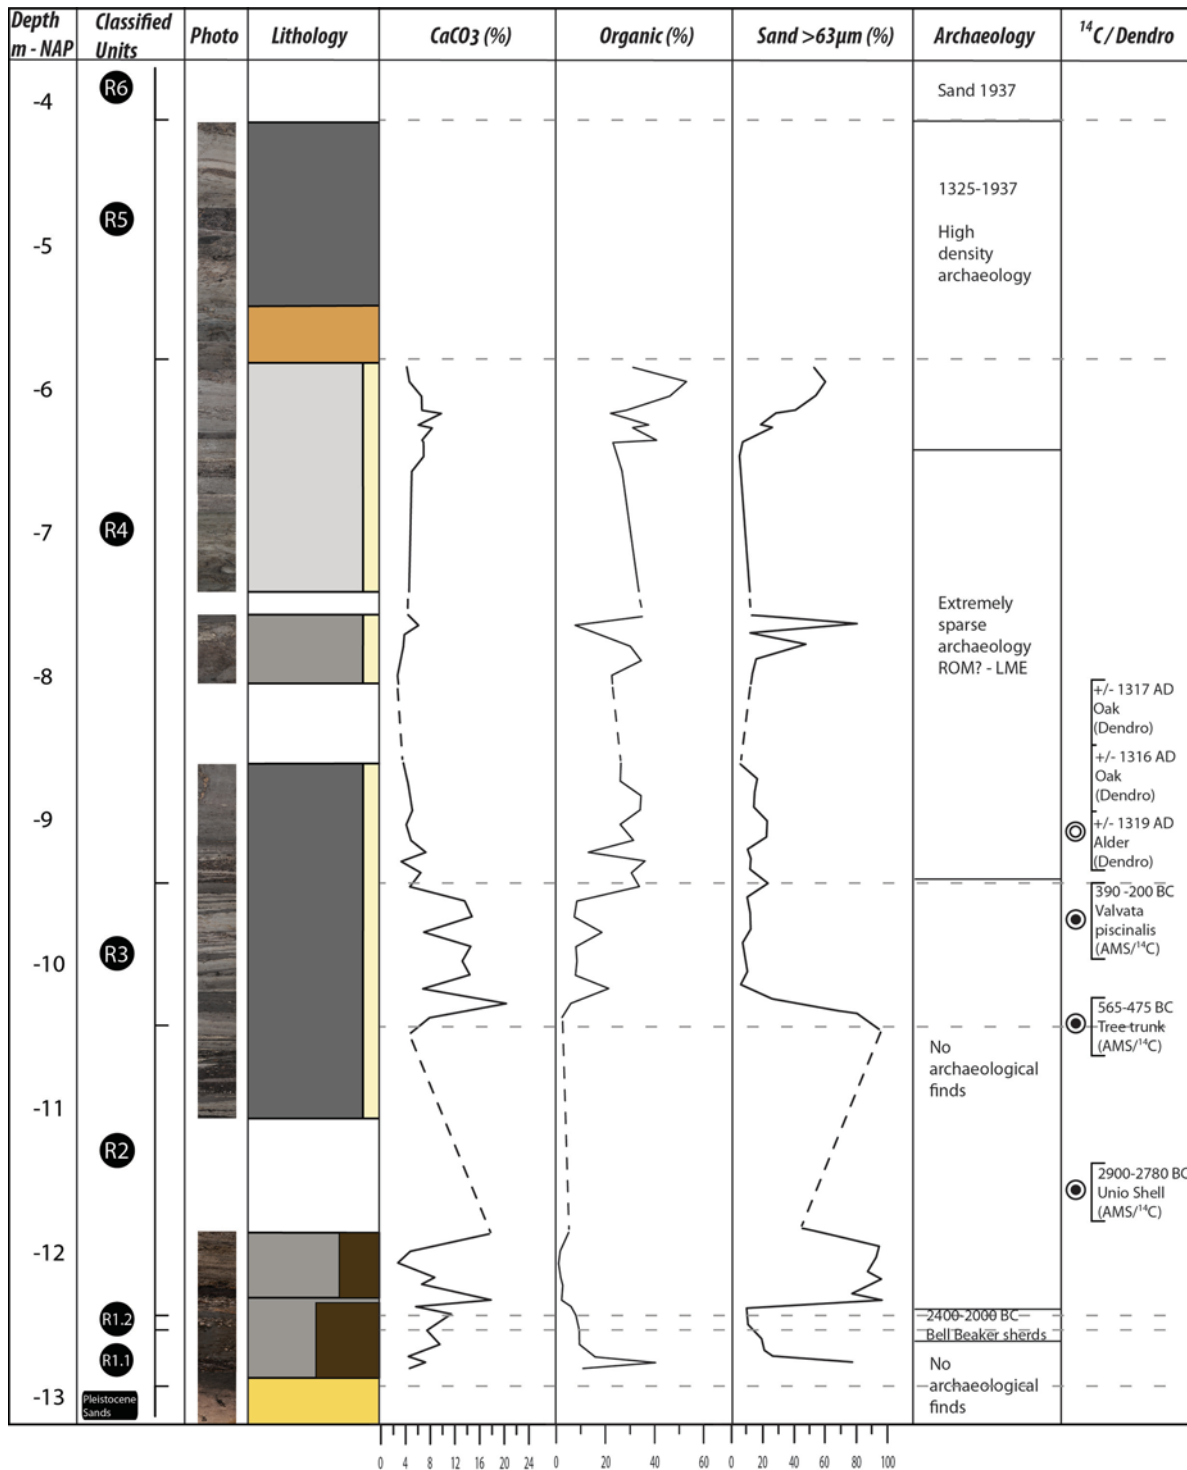 Depth
m - NAP
Classified
Units
Photo
Lithology
CaCO3 (%)
Organic (%)
Sand >63μm (%)
Archaeology
¹⁴C / Dendro
-4
R6
Sand 1937
R5
1325-1937
-5
High
density
archaeology
-6
-7
R4
Extremely
sparse
archaeology
ROM? - LME
-8
+/- 1317 AD
Oak
(Dendro)
+/- 1316 AD
Oak
(Dendro)
-9
+/- 1319 AD
Alder
(Dendro)
390 -200 BC
Valvata
piscinalis
(AMS/¹⁴C)
R3
-10
565-475 BC
Tree trunk
(AMS/¹⁴C)
No
archaeological
finds
-11
R2
2900-2780 BC
Unio Shell
(AMS/¹⁴C)
-12
R1.2
2400-2000 BC
Bell Beaker sherds
R1.1
No
archaeological
finds
-13
Pleistocene
Sands
0 4 8 12 16 20 24
0 20 40 60
0 20 40 60 80 100